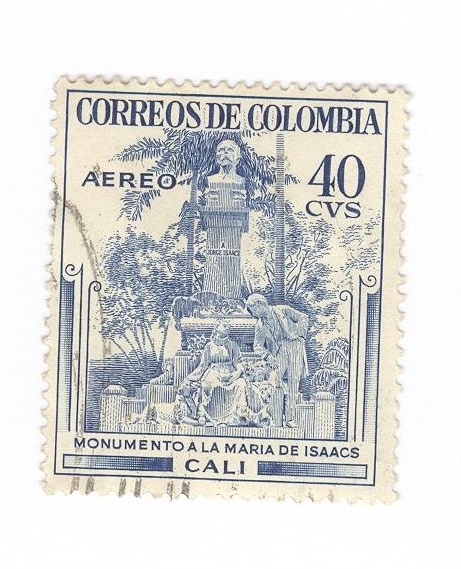 CORREOS DE COLOMBIA
AEREO
40
CVS
A
JORGE ISAACS
MONUMENTO A LA MARIA DE ISAACS
CALI